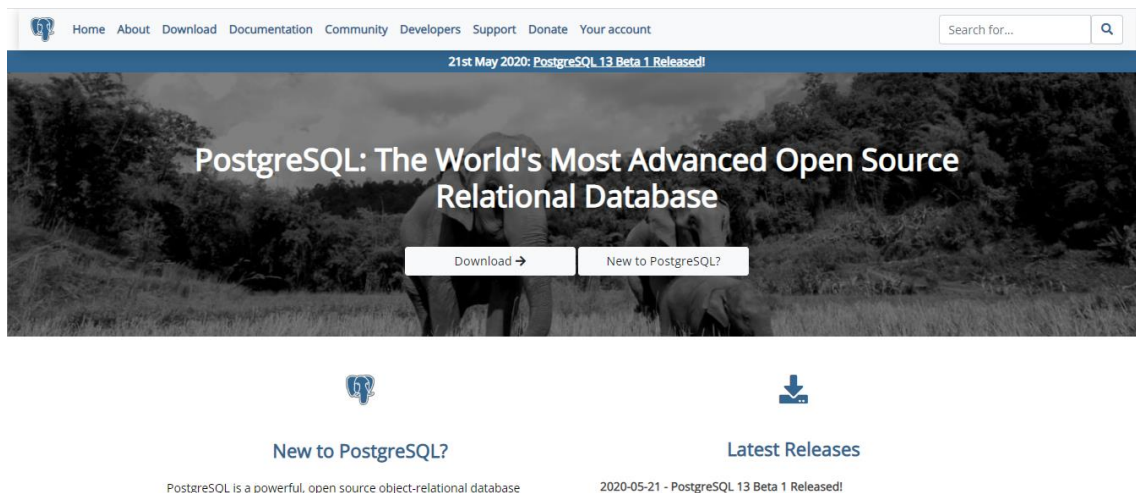 Home About Download Documentation Community Developers Support Donate Your account Search for...
21st May 2020: PostgreSQL 13 Beta 1 Released!
PostgreSQL: The World's Most Advanced Open Source
Relational Database
Download → New to PostgreSQL?
New to PostgreSQL?
Latest Releases
PostgreSQL is a powerful, open source object-relational database
2020-05-21 - PostgreSQL 13 Beta 1 Released!